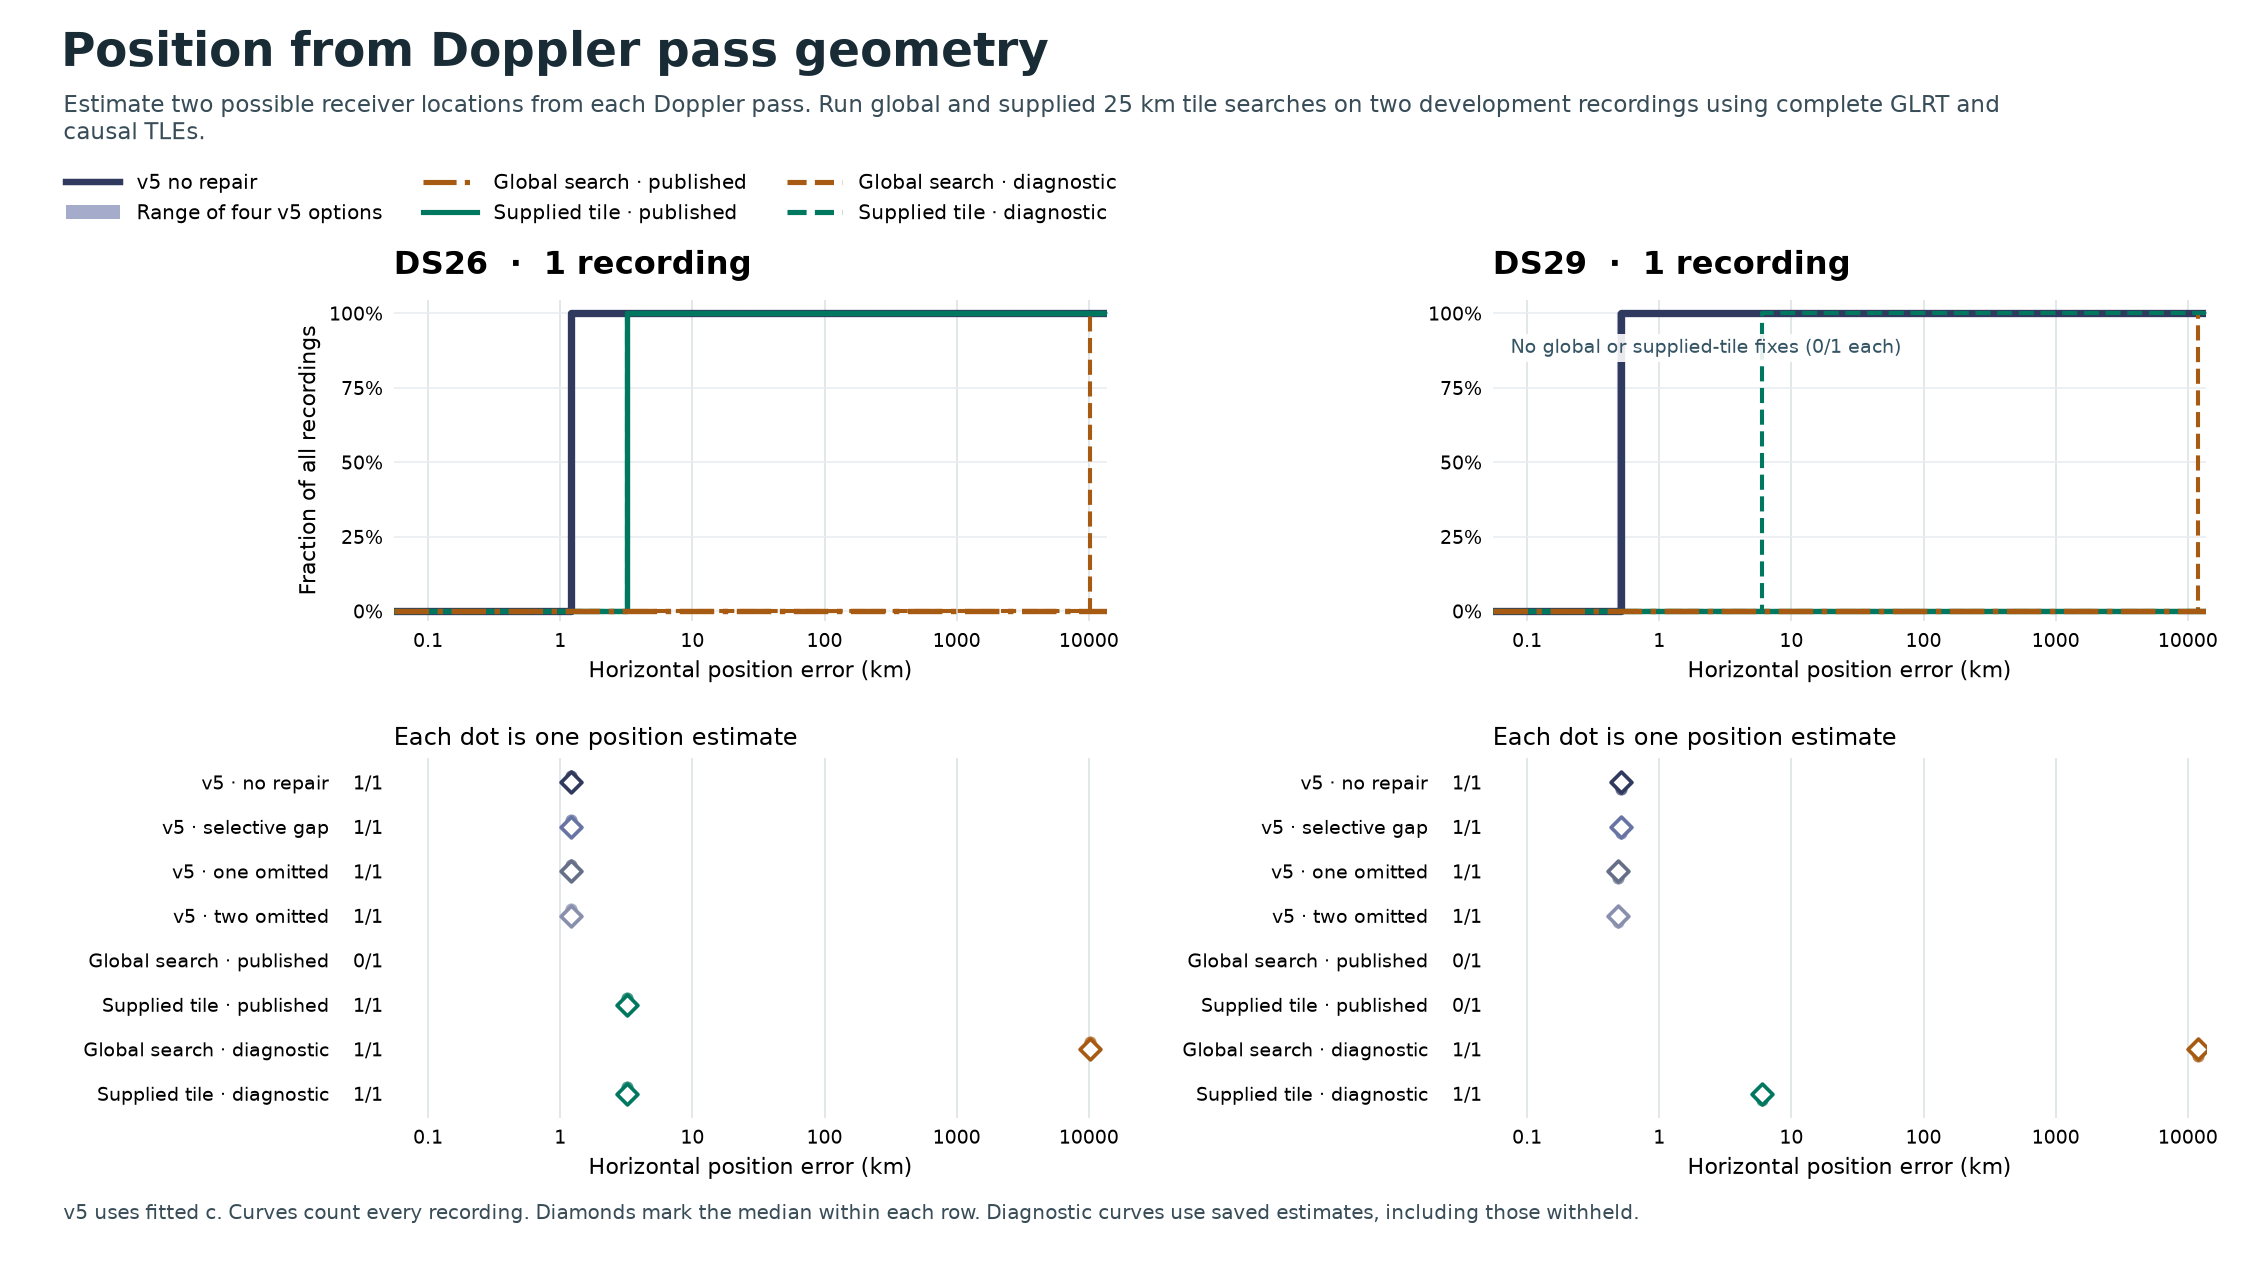 Position from Doppler pass geometry
Estimate two possible receiver locations from each Doppler pass. Run global and supplied 25 km tile searches on two development recordings using complete GLRT and
causal TLEs.
v5 no repair
Range of four v5 options
Global search · published
Supplied tile · published
Global search · diagnostic
Supplied tile · diagnostic
DS26 · 1 recording
Fraction of all recordings
100%
75%
50%
25%
0%
0.1 1 10 100 1000 10000
Horizontal position error (km)
DS29 · 1 recording
No global or supplied-tile fixes (0/1 each)
100%
75%
50%
25%
0%
0.1 1 10 100 1000 10000
Horizontal position error (km)
Each dot is one position estimate
v5 · no repair 1/1
v5 · selective gap 1/1
v5 · one omitted 1/1
v5 · two omitted 1/1
Global search · published 0/1
Supplied tile · published 1/1
Global search · diagnostic 1/1
Supplied tile · diagnostic 1/1
0.1 1 10 100 1000 10000
Horizontal position error (km)
Each dot is one position estimate
v5 · no repair 1/1
v5 · selective gap 1/1
v5 · one omitted 1/1
v5 · two omitted 1/1
Global search · published 0/1
Supplied tile · published 0/1
Global search · diagnostic 1/1
Supplied tile · diagnostic 1/1
0.1 1 10 100 1000 10000
Horizontal position error (km)
v5 uses fitted c. Curves count every recording. Diamonds mark the median within each row. Diagnostic curves use saved estimates, including those withheld.